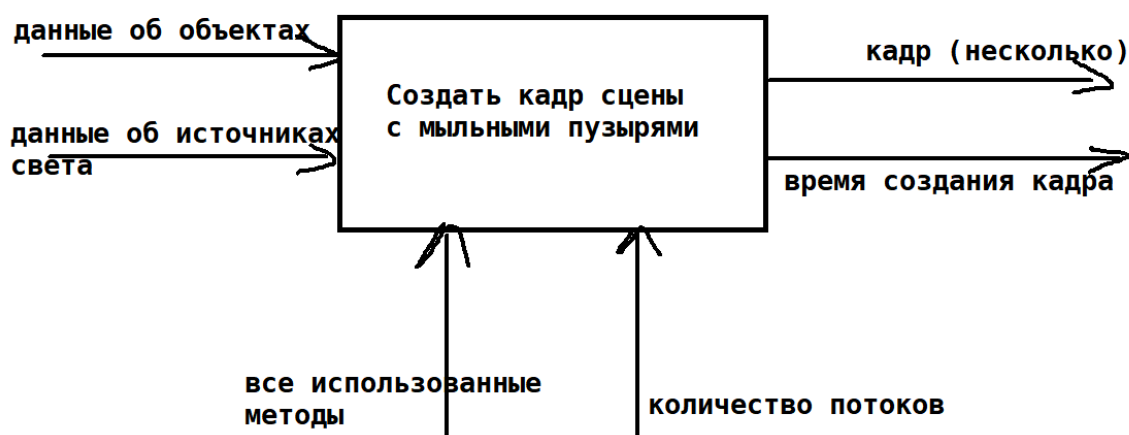 данные об объектах
кадр (несколько)
Создать кадр сцены
с мыльными пузырями
данные об источниках
света
время создания кадра
все использованные
методы
количество потоков